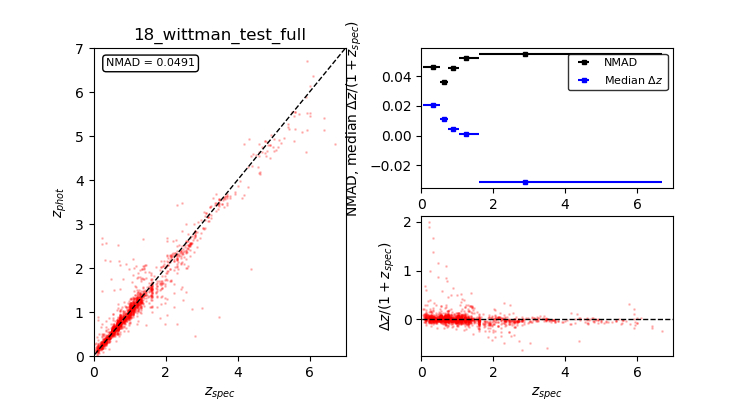 18_wittman_test_full
NMAD = 0.0491
7
6
5
4
3
2
1
0
z_phot
0 2 4 6
z_spec
NMAD, median Δz/(1 + z_spec)
0.04
0.02
0.00
−0.02
NMAD
Median Δz
0 2 4 6
Δz/(1 + z_spec)
2
1
0
0 2 4 6
z_spec